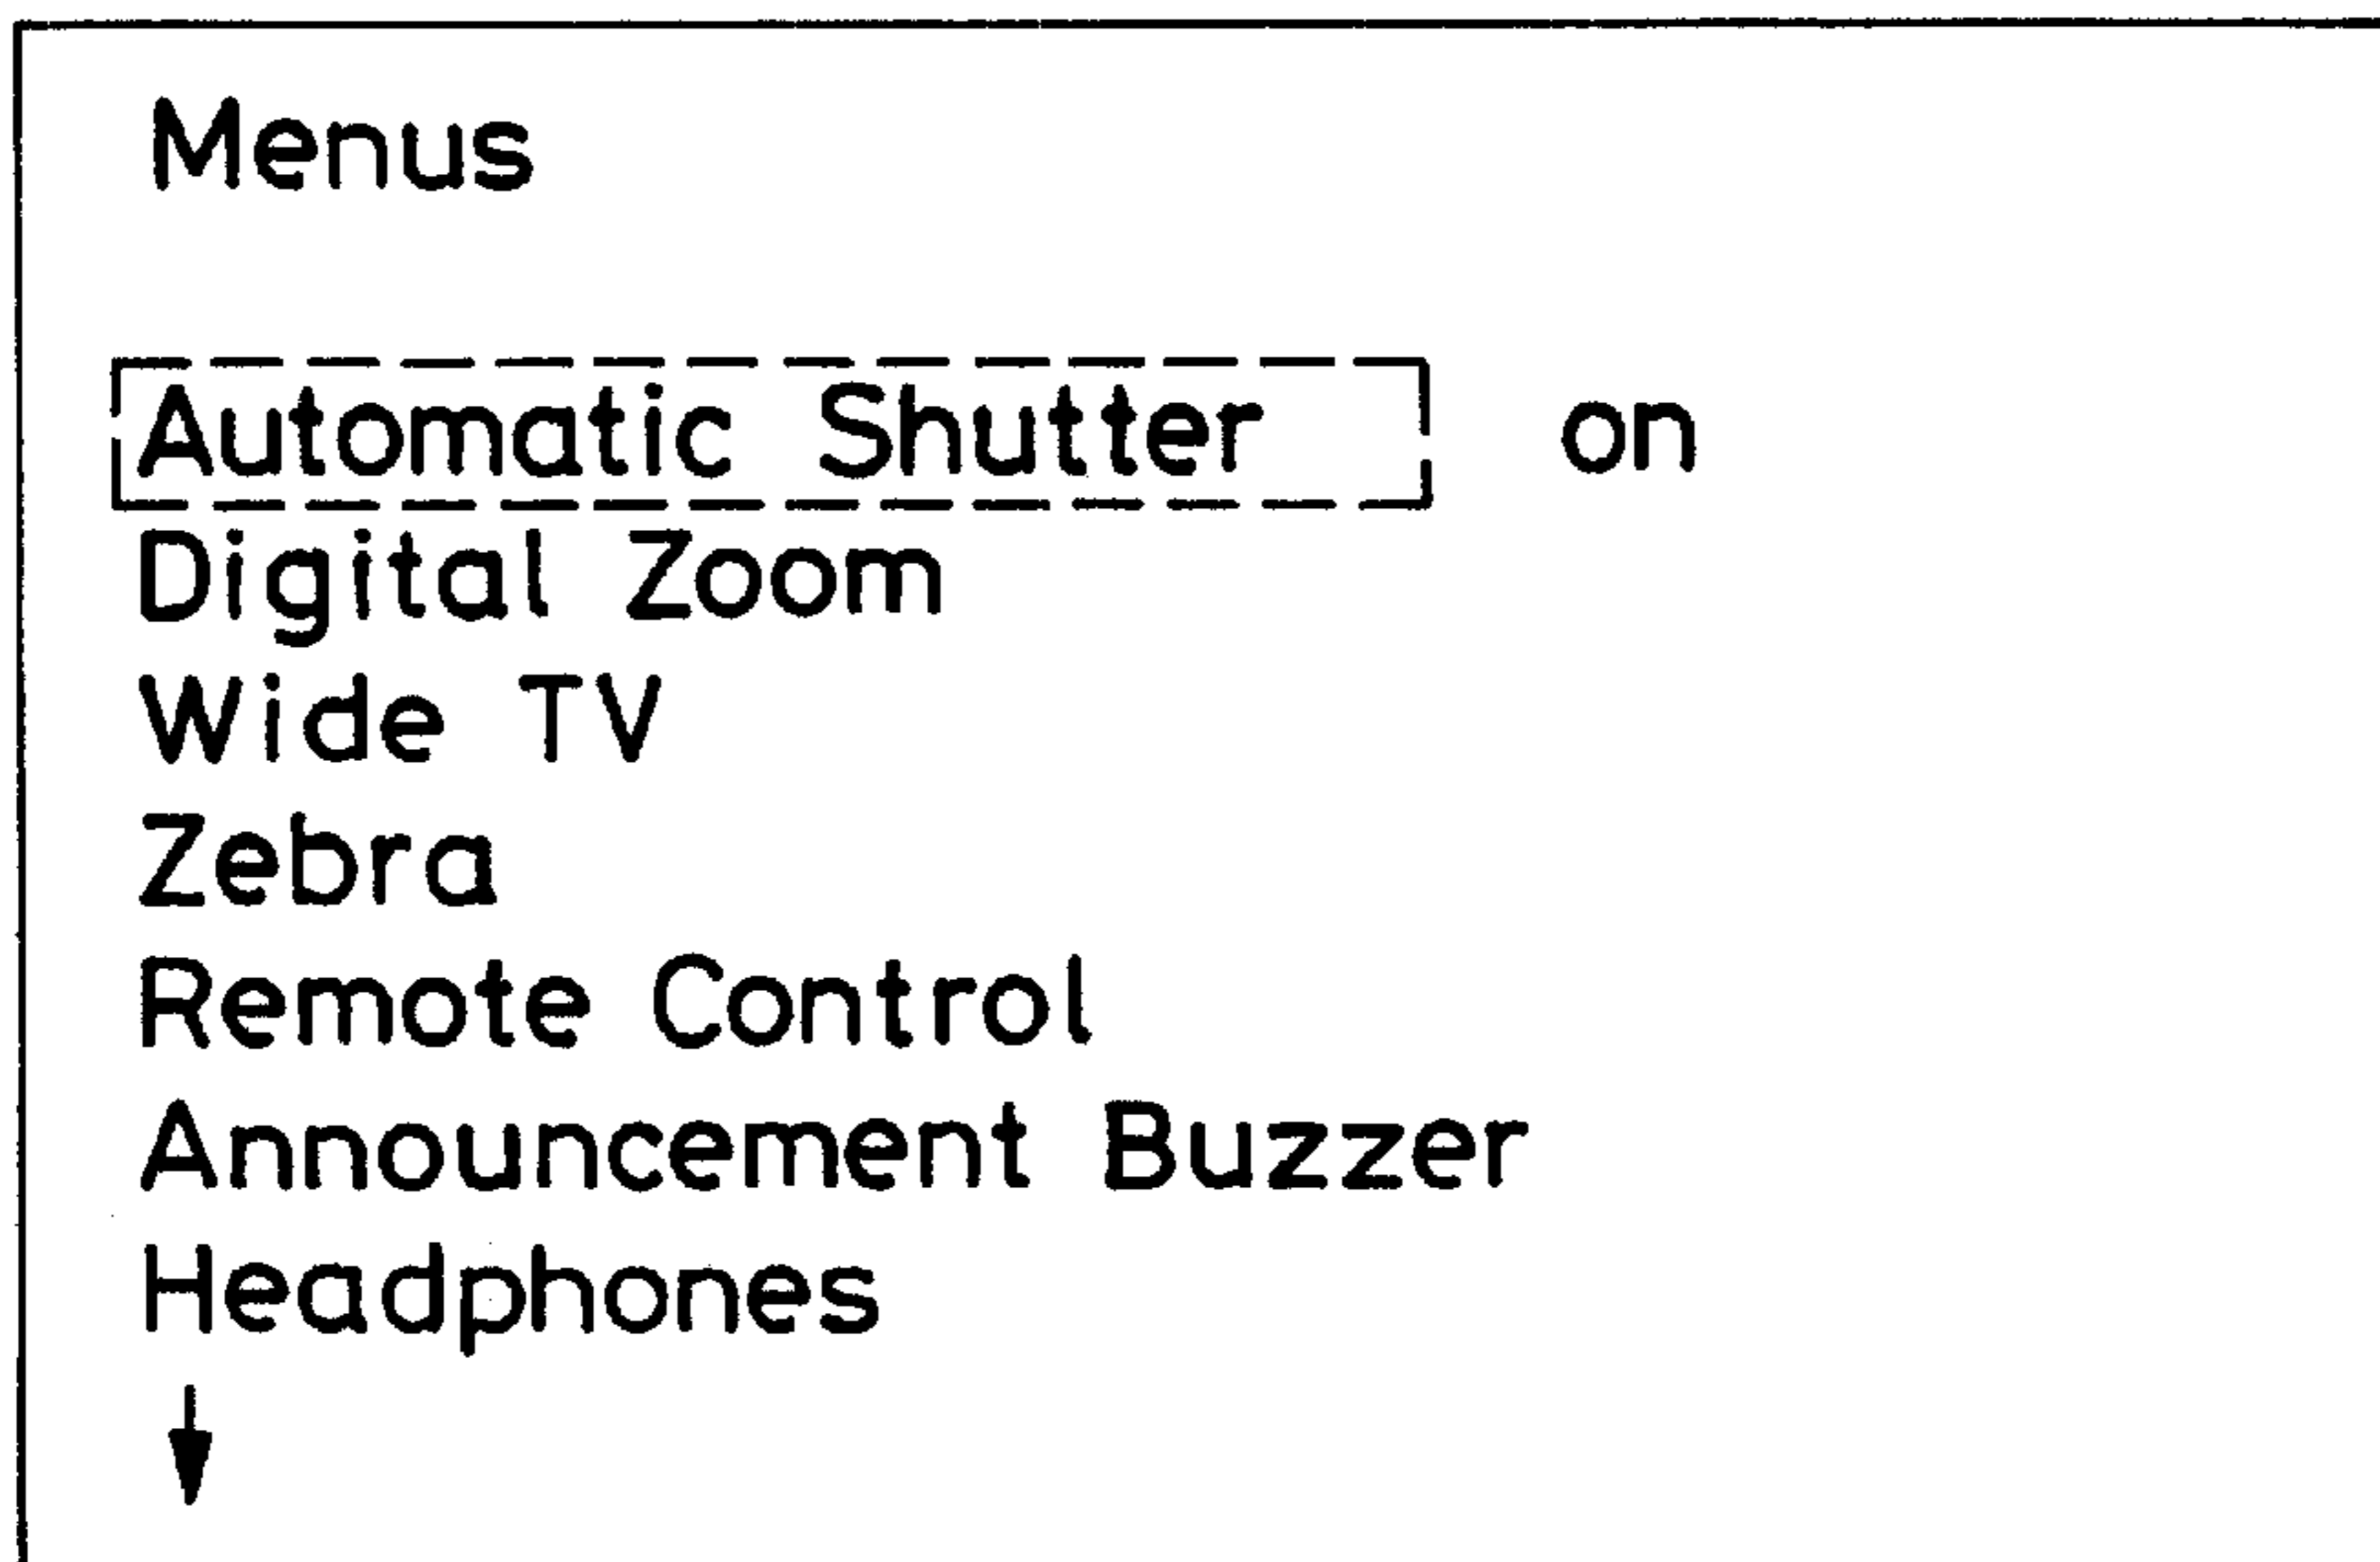 Menus
Automatic Shutter on
Digital Zoom
Wide TV
Zebra
Remote Control
Announcement Buzzer
Headphones